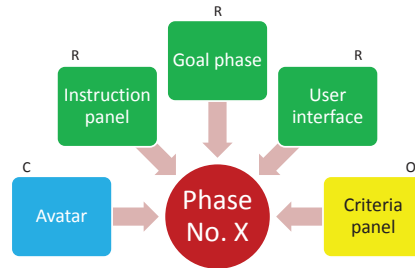 R
Goal phase
R
Instruction
panel
R
User
interface
C
Avatar
Phase
No. X
O
Criteria
panel